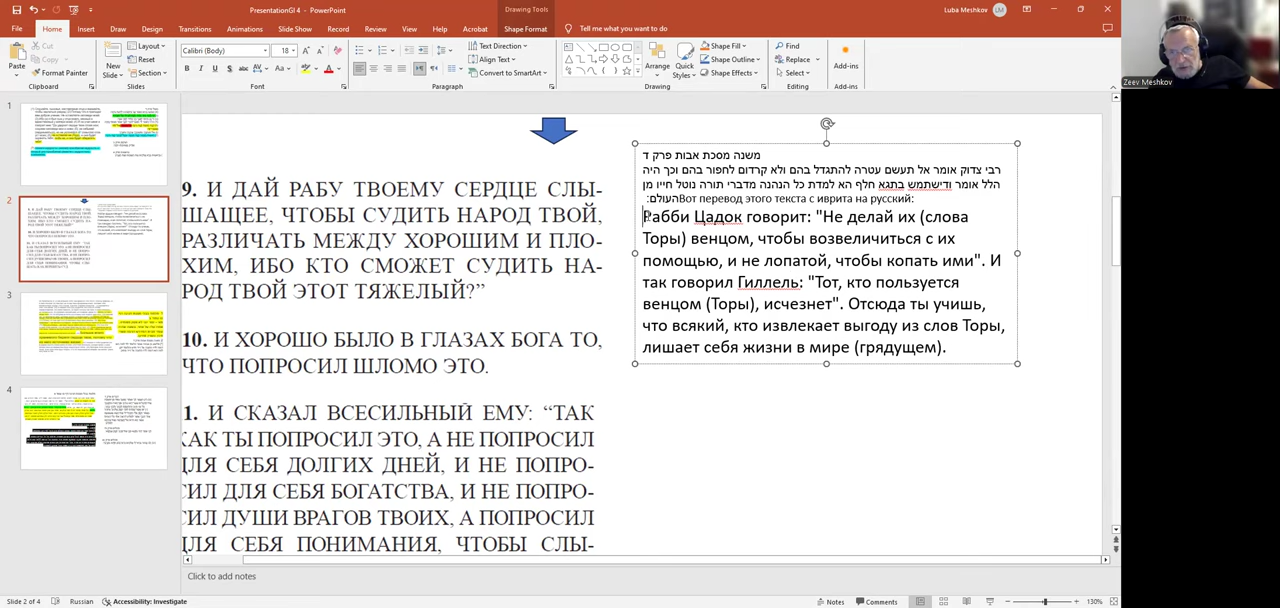 PresentationGI 4 - PowerPoint
Drawing Tools
Luba Meshkov
LM
File
Home
Insert
Draw
Design
Transitions
Animations
Slide Show
Record
Review
View
Help
Acrobat
Shape Format
Tell me what you want to do
Paste
Cut
Copy
Format Painter
Clipboard
New Slide
Layout
Reset
Section
Slides
Calibri (Body)
18
Font
Text Direction
Align Text
Convert to SmartArt
Paragraph
Arrange
Quick Styles
Shape Fill
Shape Outline
Shape Effects
Drawing
Find
Replace
Select
Editing
Add-ins
Add-ins
Zeev Meshkov
1
2
3
4
9. И ДАЙ РАБУ ТВОЕМУ СЕРДЦЕ СЛЫ-
ШАЩЕЕ, ЧТОБЫ СУДИТЬ НАРОД ТВОЙ,
РАЗЛИЧАТЬ МЕЖДУ ХОРОШИМ И ПЛО-
ХИМ, ИБО КТО СМОЖЕТ СУДИТЬ НА-
РОД ТВОЙ ЭТОТ ТЯЖЕЛЫЙ?”
10. И ХОРОШО БЫЛО В ГЛАЗАХ БОГА ТО,
ЧТО ПОПРОСИЛ ШЛОМО ЭТО.
1. СКАЗАЛ ВСЕСИЛЬНЫЙ ЕМУ: “ТАК
КАК ТЫ ПОПРОСИЛ ЭТО, А НЕ ПОПРОСИЛ
ДЛЯ СЕБЯ ДОЛГИХ ДНЕЙ, И НЕ ПОПРО-
СИЛ ДЛЯ СЕБЯ БОГАТСТВА, И НЕ ПОПРО-
СИЛ ДУШИ ВРАГОВ ТВОИХ, А ПОПРОСИЛ
ДЛЯ СЕБЯ ПОНИМАНИЯ, ЧТОБЫ СЛЫ-
משנה מסכת אבות פרק ד
רבי צדוק אומר אל תעשם עטרה להתגדל בהם ולא קרדום לחפור בהם וכך היה
הלל אומר ודישתמש בתגא חלף הא למדת כל הנהנה מדברי תורה נוטל חייו מן
העולם: Вот перевод этого текста с иврита на русский:
Рабби Цадок говорит: "Не делай их (слова
Торы) венцом, чтобы возвеличиться с их
помощью, ни лопатой, чтобы копать ими". И
так говорил Гиллель: "Тот, кто пользуется
венцом (Торы), исчезнет". Отсюда ты учишь,
что всякий, кто извлекает выгоду из слов Торы,
лишает себя жизни в мире (грядущем).
Click to add notes
Slide 2 of 4
Russian
Accessibility: Investigate
Notes
Comments
130%